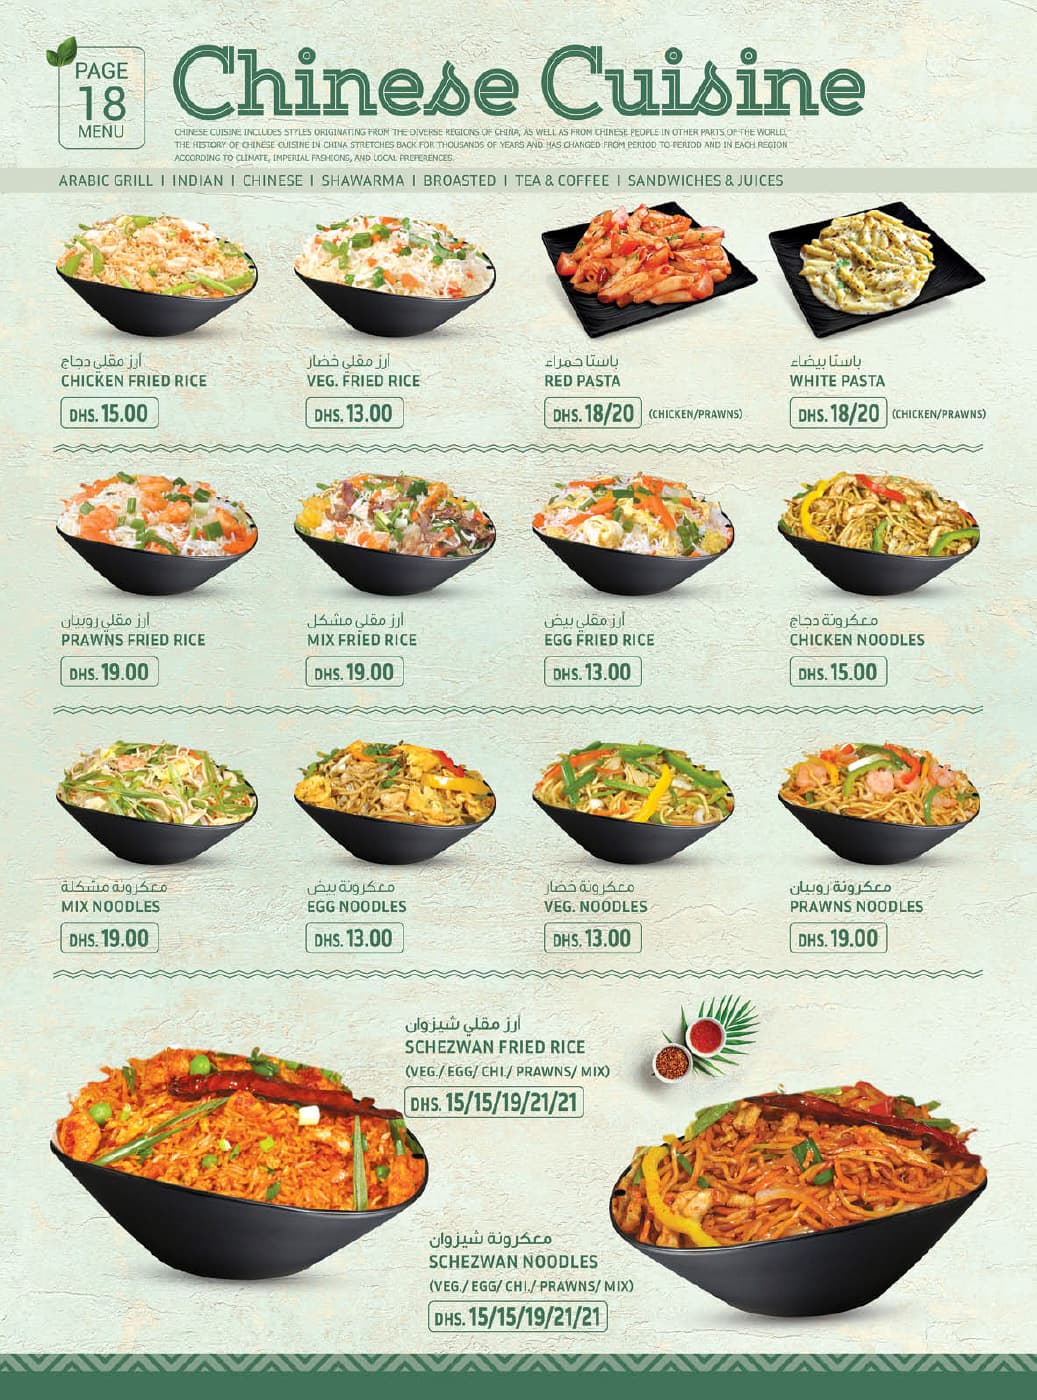 PAGE
18
MENU
Chinese Cuisine
CHINESE CUISINE INCLUDES STYLES ORIGINATING FROM THE DIVERSE REGIONS OF CHINA, AS WELL AS FROM CHINESE PEOPLE IN OTHER PARTS OF THE WORLD.
THE HISTORY OF CHINESE CUISINE IN CHINA STRETCHES BACK FOR THOUSANDS OF YEARS AND HAS CHANGED FROM PERIOD TO PERIOD AND IN EACH REGION
ACCORDING TO CLIMATE, IMPERIAL FASHIONS, AND LOCAL PREFERENCES.
ARABIC GRILL I INDIAN I CHINESE I SHAWARMA I BROASTED I TEA & COFFEE I SANDWICHES & JUICES
أرز مقلي دجاج
CHICKEN FRIED RICE
DHS. 15.00
أرز مقلي خضار
VEG. FRIED RICE
DHS. 13.00
باستا حمراء
RED PASTA
DHS. 18/20 (CHICKEN/PRAWNS)
باستا بيضاء
WHITE PASTA
DHS. 18/20 (CHICKEN/PRAWNS)
أرز مقلي روبيان
PRAWNS FRIED RICE
DHS. 19.00
أرز مقلي مشكل
MIX FRIED RICE
DHS. 19.00
أرز مقلي بيض
EGG FRIED RICE
DHS. 13.00
معكرونة دجاج
CHICKEN NOODLES
DHS. 15.00
معكرونة مشكلة
MIX NOODLES
DHS. 19.00
معكرونة بيض
EGG NOODLES
DHS. 13.00
معكرونة خضار
VEG. NOODLES
DHS. 13.00
معكرونة روبيان
PRAWNS NOODLES
DHS. 19.00
أرز مقلي شيزوان
SCHEZWAN FRIED RICE
(VEG./ EGG/ CHI./ PRAWNS/ MIX)
DHS. 15/15/19/21/21
معكرونة شيزوان
SCHEZWAN NOODLES
(VEG./ EGG/ CHI./ PRAWNS/ MIX)
DHS. 15/15/19/21/21